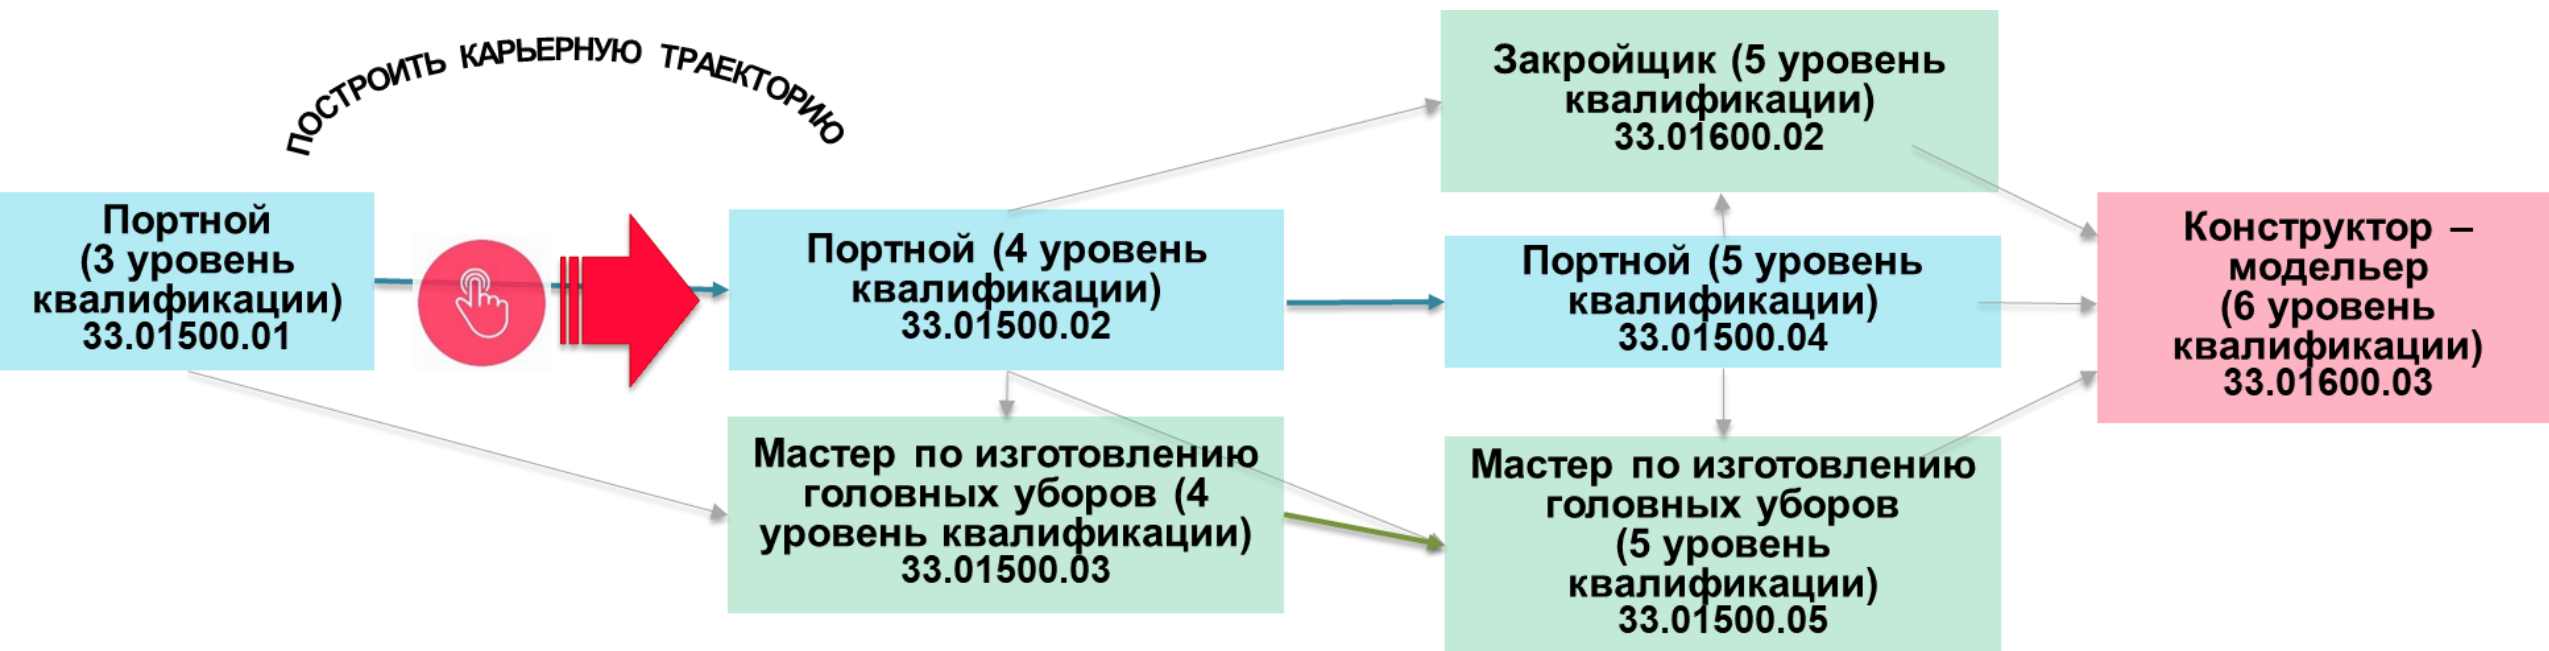 ПОСТРОИТЬ КАРЬЕРНУЮ ТРАЕКТОРИЮ
Портной
(3 уровень
квалификации)
33.01500.01
Портной (4 уровень
квалификации)
33.01500.02
Мастер по изготовлению
головных уборов (4
уровень квалификации)
33.01500.03
Закройщик (5 уровень
квалификации)
33.01600.02
Портной (5 уровень
квалификации)
33.01500.04
Мастер по изготовлению
головных уборов
(5 уровень
квалификации)
33.01500.05
Конструктор –
модельер
(6 уровень
квалификации)
33.01600.03